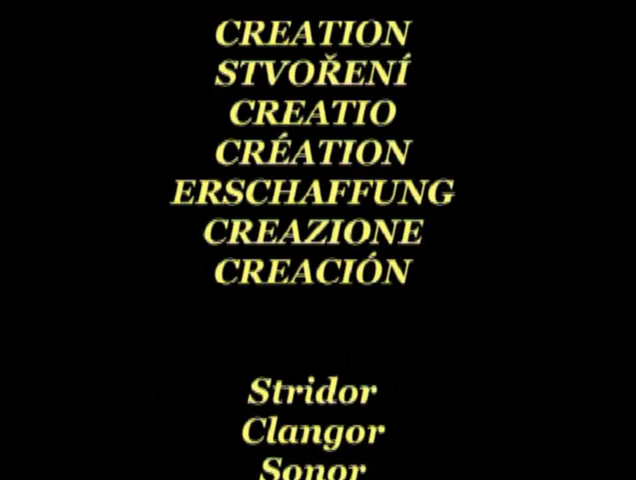 CREATION
STVOŘENÍ
CREATIO
CRÉATION
ERSCHAFFUNG
CREAZIONE
CREACIÓN
Stridor
Clangor
Sonor